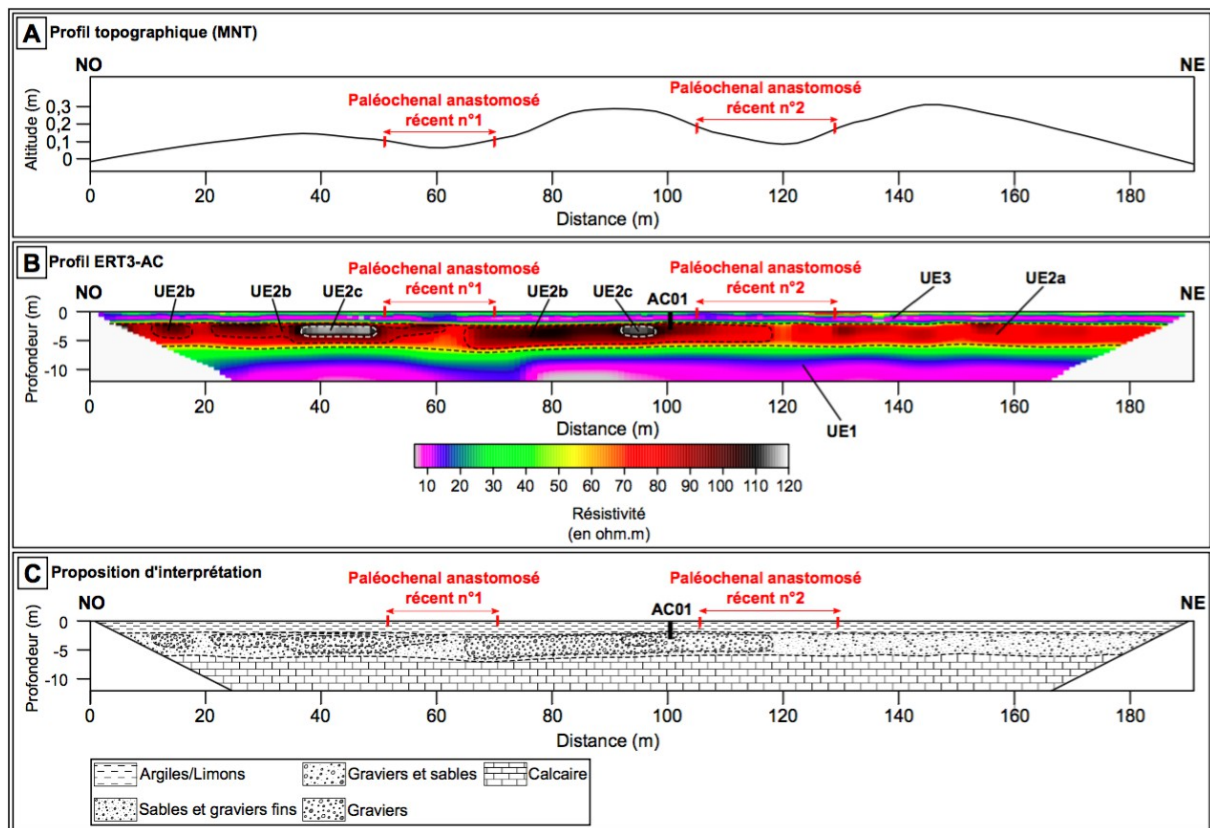 A Profil topographique (MNT)
NO
NE
Paléochenal anastomosé
récent n°1
Paléochenal anastomosé
récent n°2
Altitude (m)
0,3
0,2
0,1
0
0 20 40 60 80 100 120 140 160 180
Distance (m)
B Profil ERT3-AC
NO
NE
Paléochenal anastomosé
récent n°1
Paléochenal anastomosé
récent n°2
UE2b UE2b UE2c UE2b UE2c AC01 UE3 UE2a
Profondeur (m)
0
-5
-10
UE1
0 20 40 60 80 100 120 140 160 180
Distance (m)
10 20 30 40 50 60 70 80 90 100 110 120
Résistivité
(en ohm.m)
C Proposition d'interprétation
NO
NE
Paléochenal anastomosé
récent n°1
Paléochenal anastomosé
récent n°2
AC01
Profondeur (m)
0
-5
-10
0 20 40 60 80 100 120 140 160 180
Distance (m)
Argiles/Limons Graviers et sables Calcaire
Sables et graviers fins Graviers